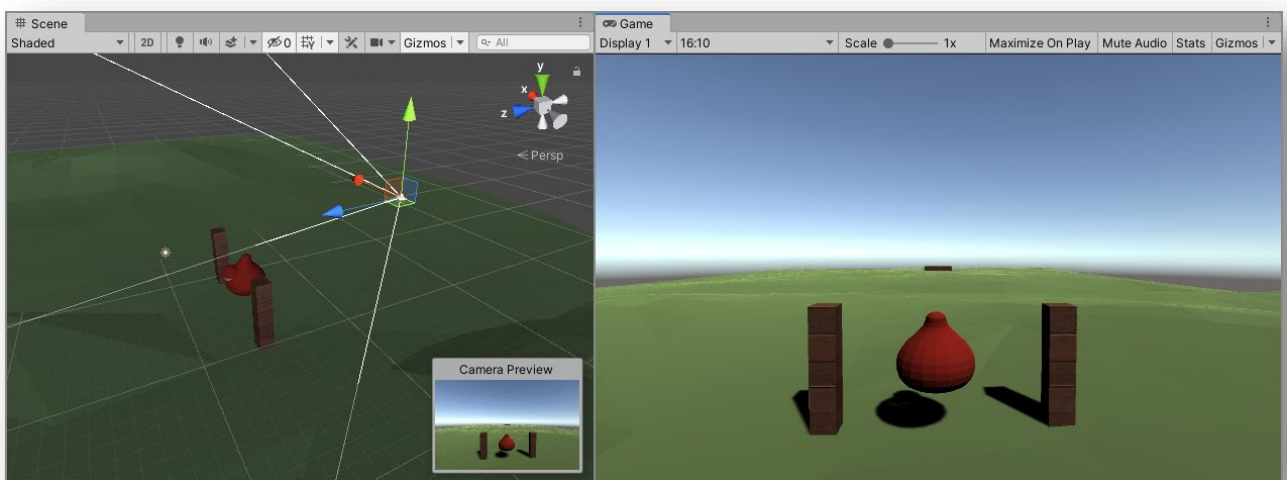 Scene
Shaded 2D 0 Gizmos All
y
x
z
Persp
Camera Preview
Game
Display 1 16:10 Scale 1x Maximize On Play Mute Audio Stats Gizmos